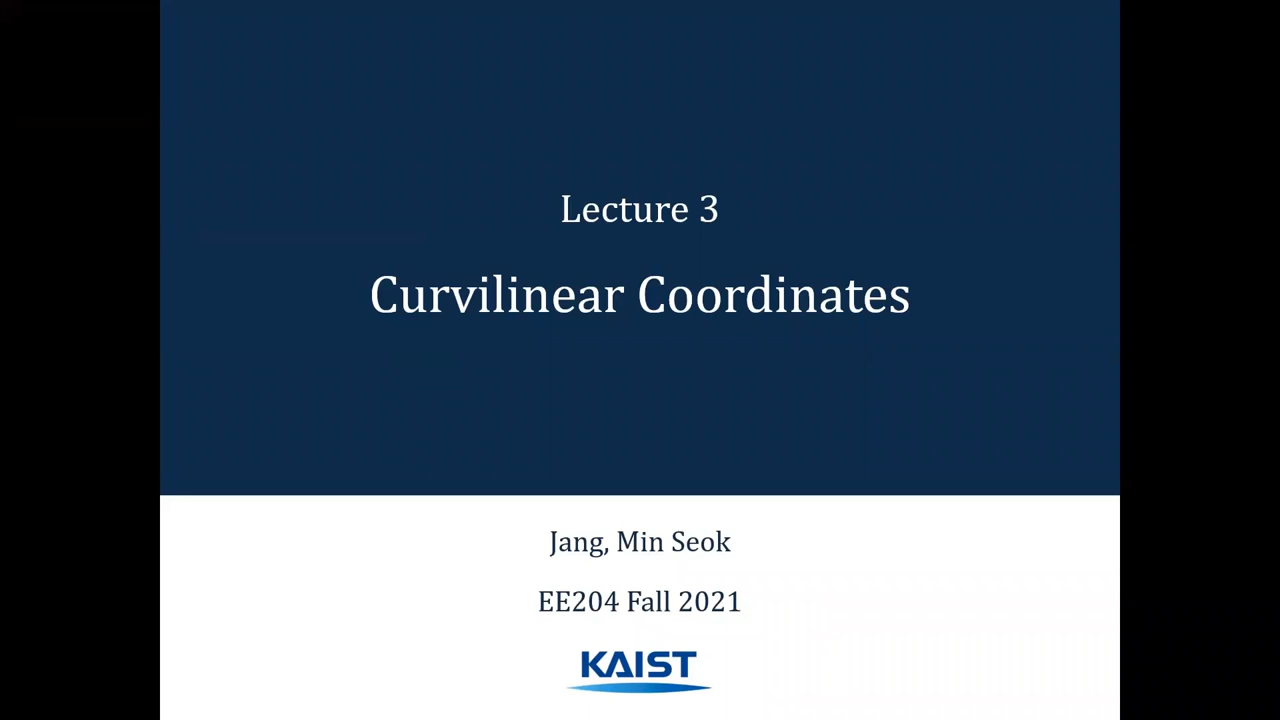 Lecture 3
Curvilinear Coordinates
Jang, Min Seok
EE204 Fall 2021
KAIST